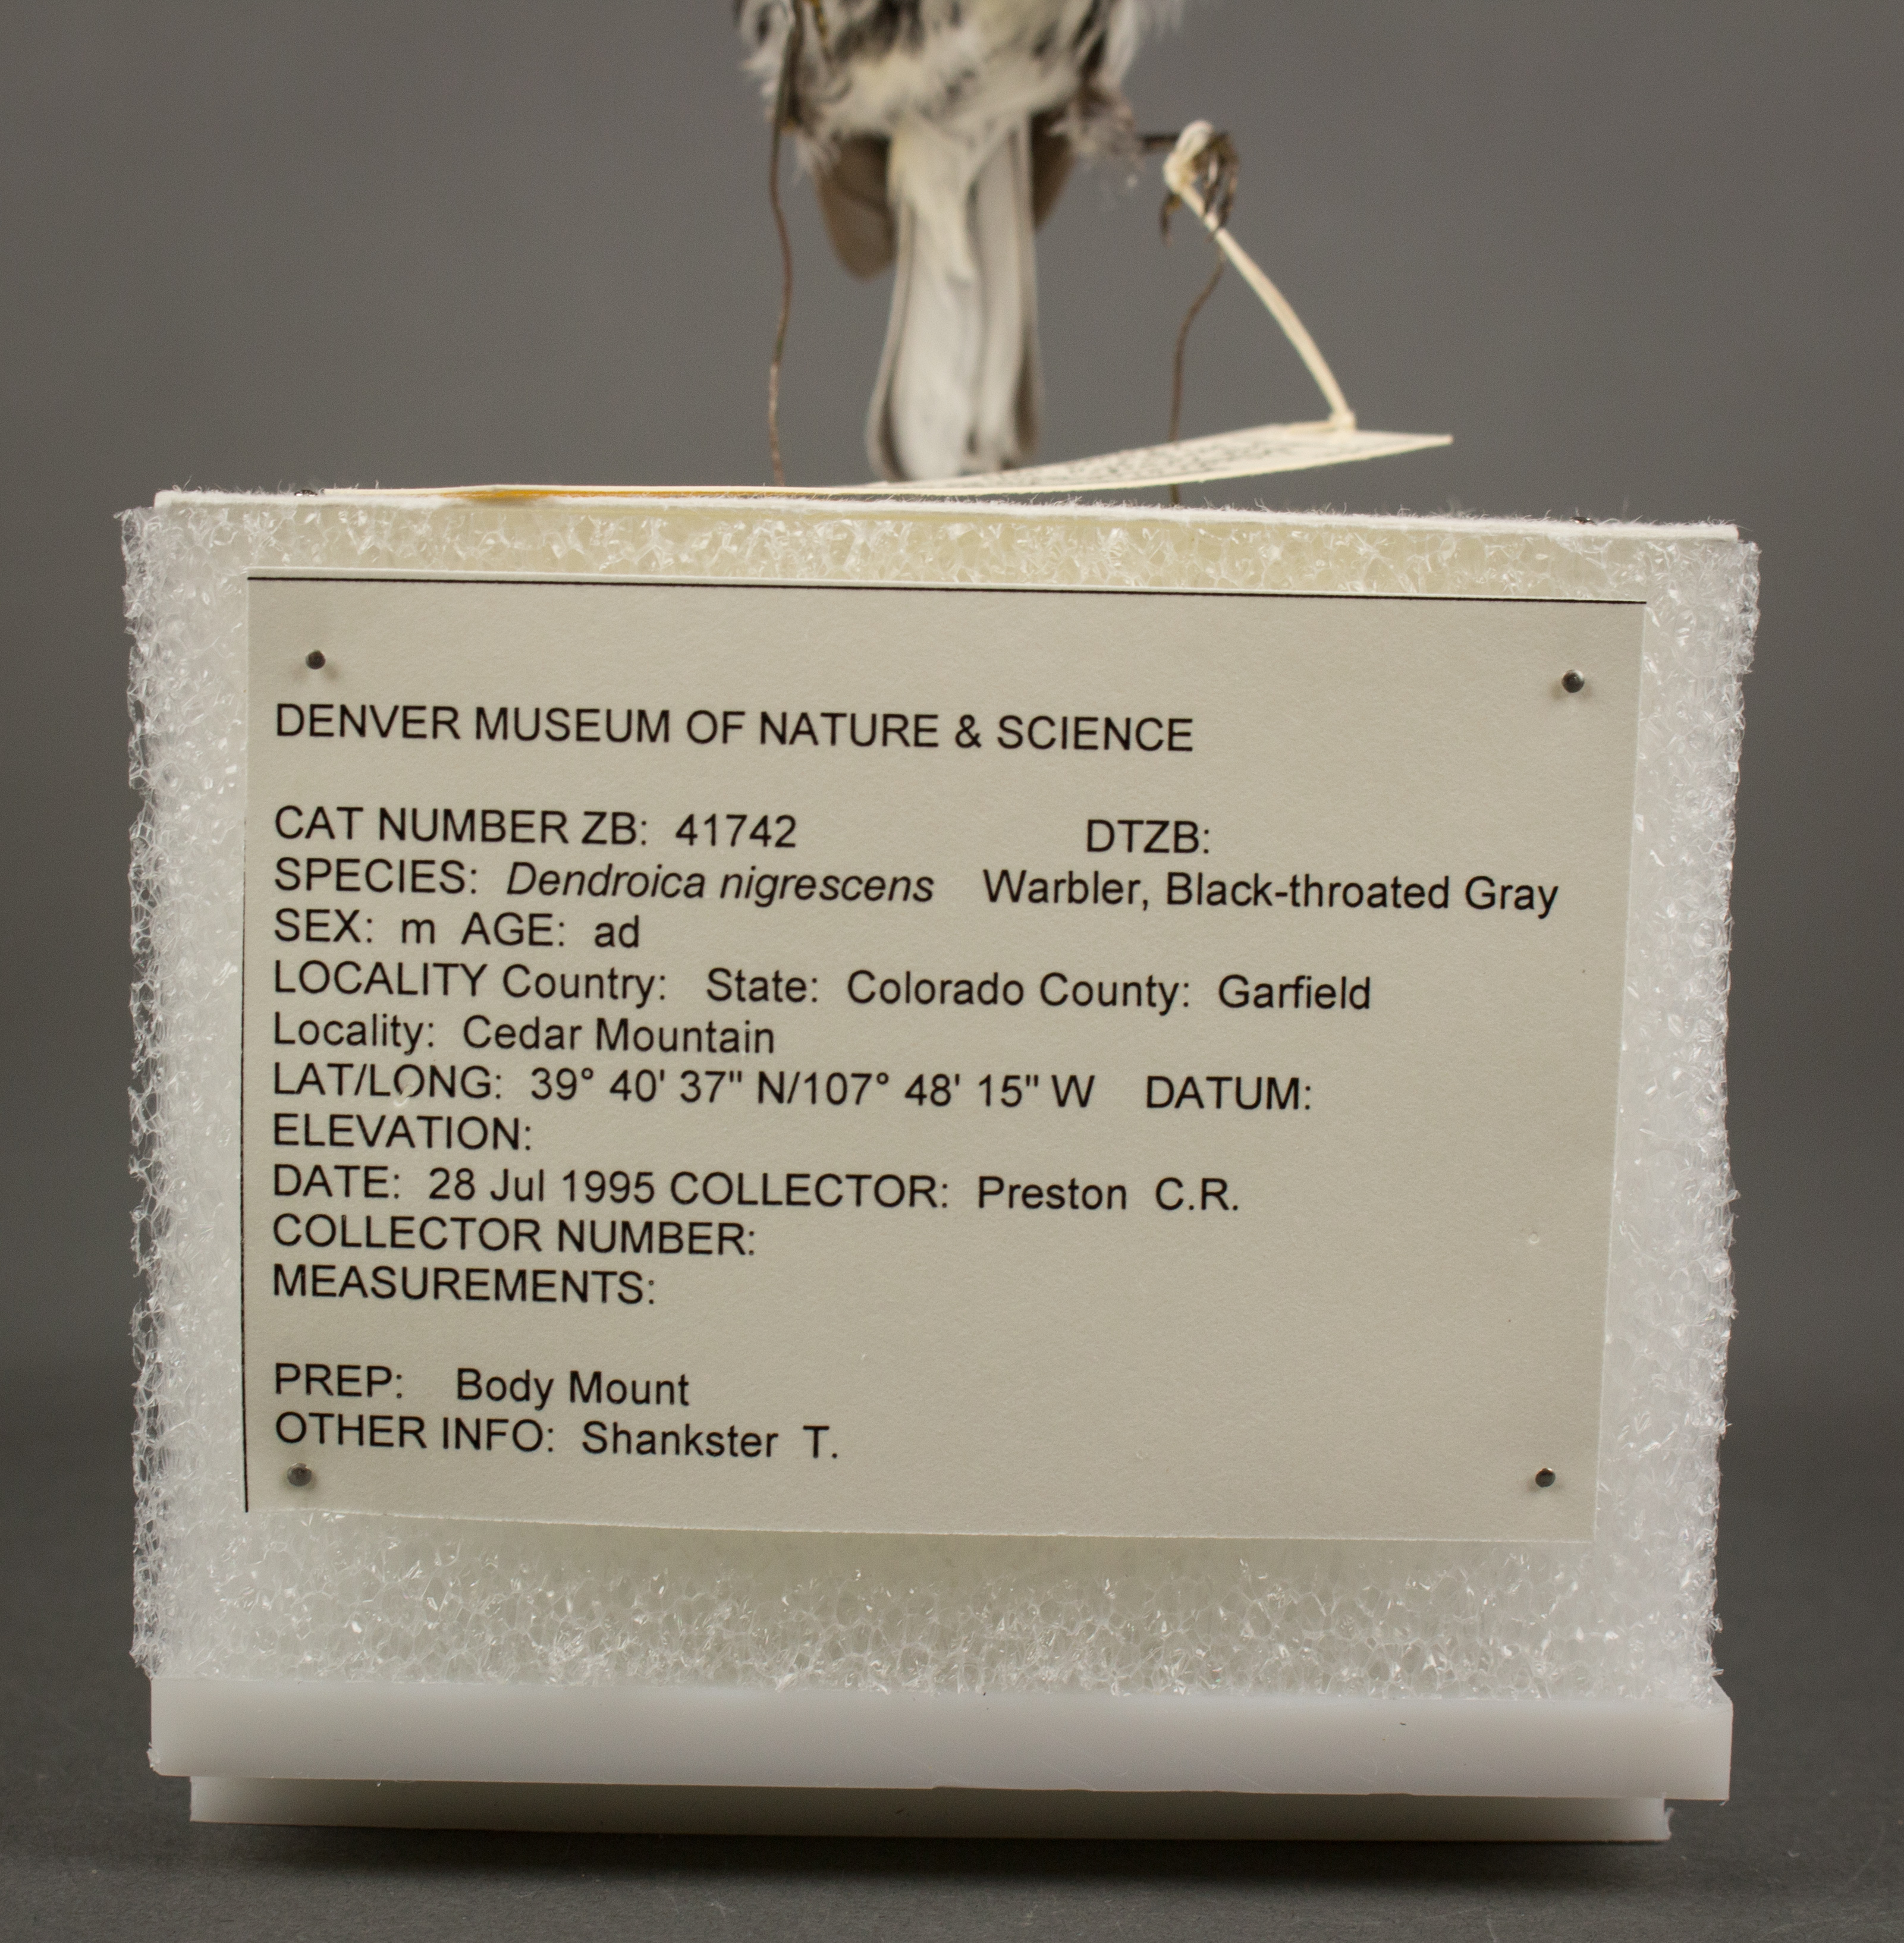 DENVER MUSEUM OF NATURE & SCIENCE
CAT NUMBER ZB: 41742 DTZB:
SPECIES: Dendroica nigrescens Warbler, Black-throated Gray
SEX: m AGE: ad
LOCALITY Country: State: Colorado County: Garfield
Locality: Cedar Mountain
LAT/LONG: 39° 40' 37" N/107° 48' 15" W DATUM:
ELEVATION:
DATE: 28 Jul 1995 COLLECTOR: Preston C.R.
COLLECTOR NUMBER:
MEASUREMENTS:
PREP: Body Mount
OTHER INFO: Shankster T.